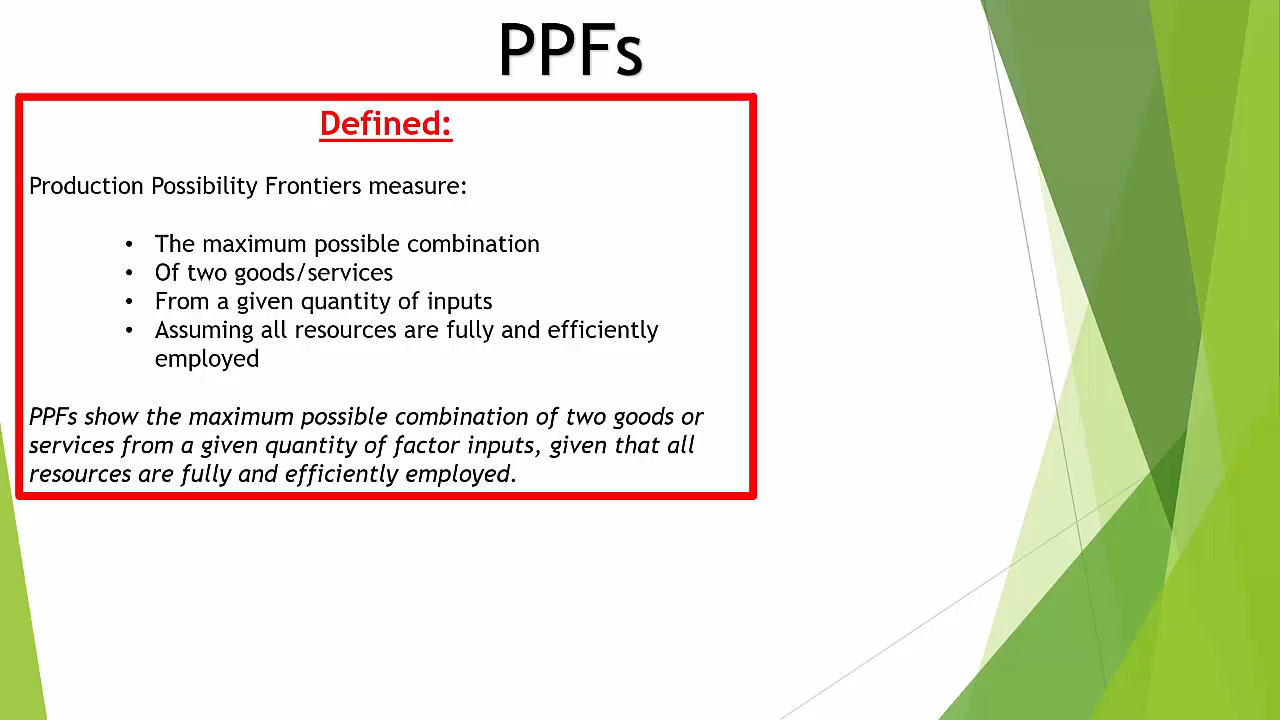 PPFs
Defined:
Production Possibility Frontiers measure:
• The maximum possible combination
• Of two goods/services
• From a given quantity of inputs
• Assuming all resources are fully and efficiently
employed
PPFs show the maximum possible combination of two goods or
services from a given quantity of factor inputs, given that all
resources are fully and efficiently employed.